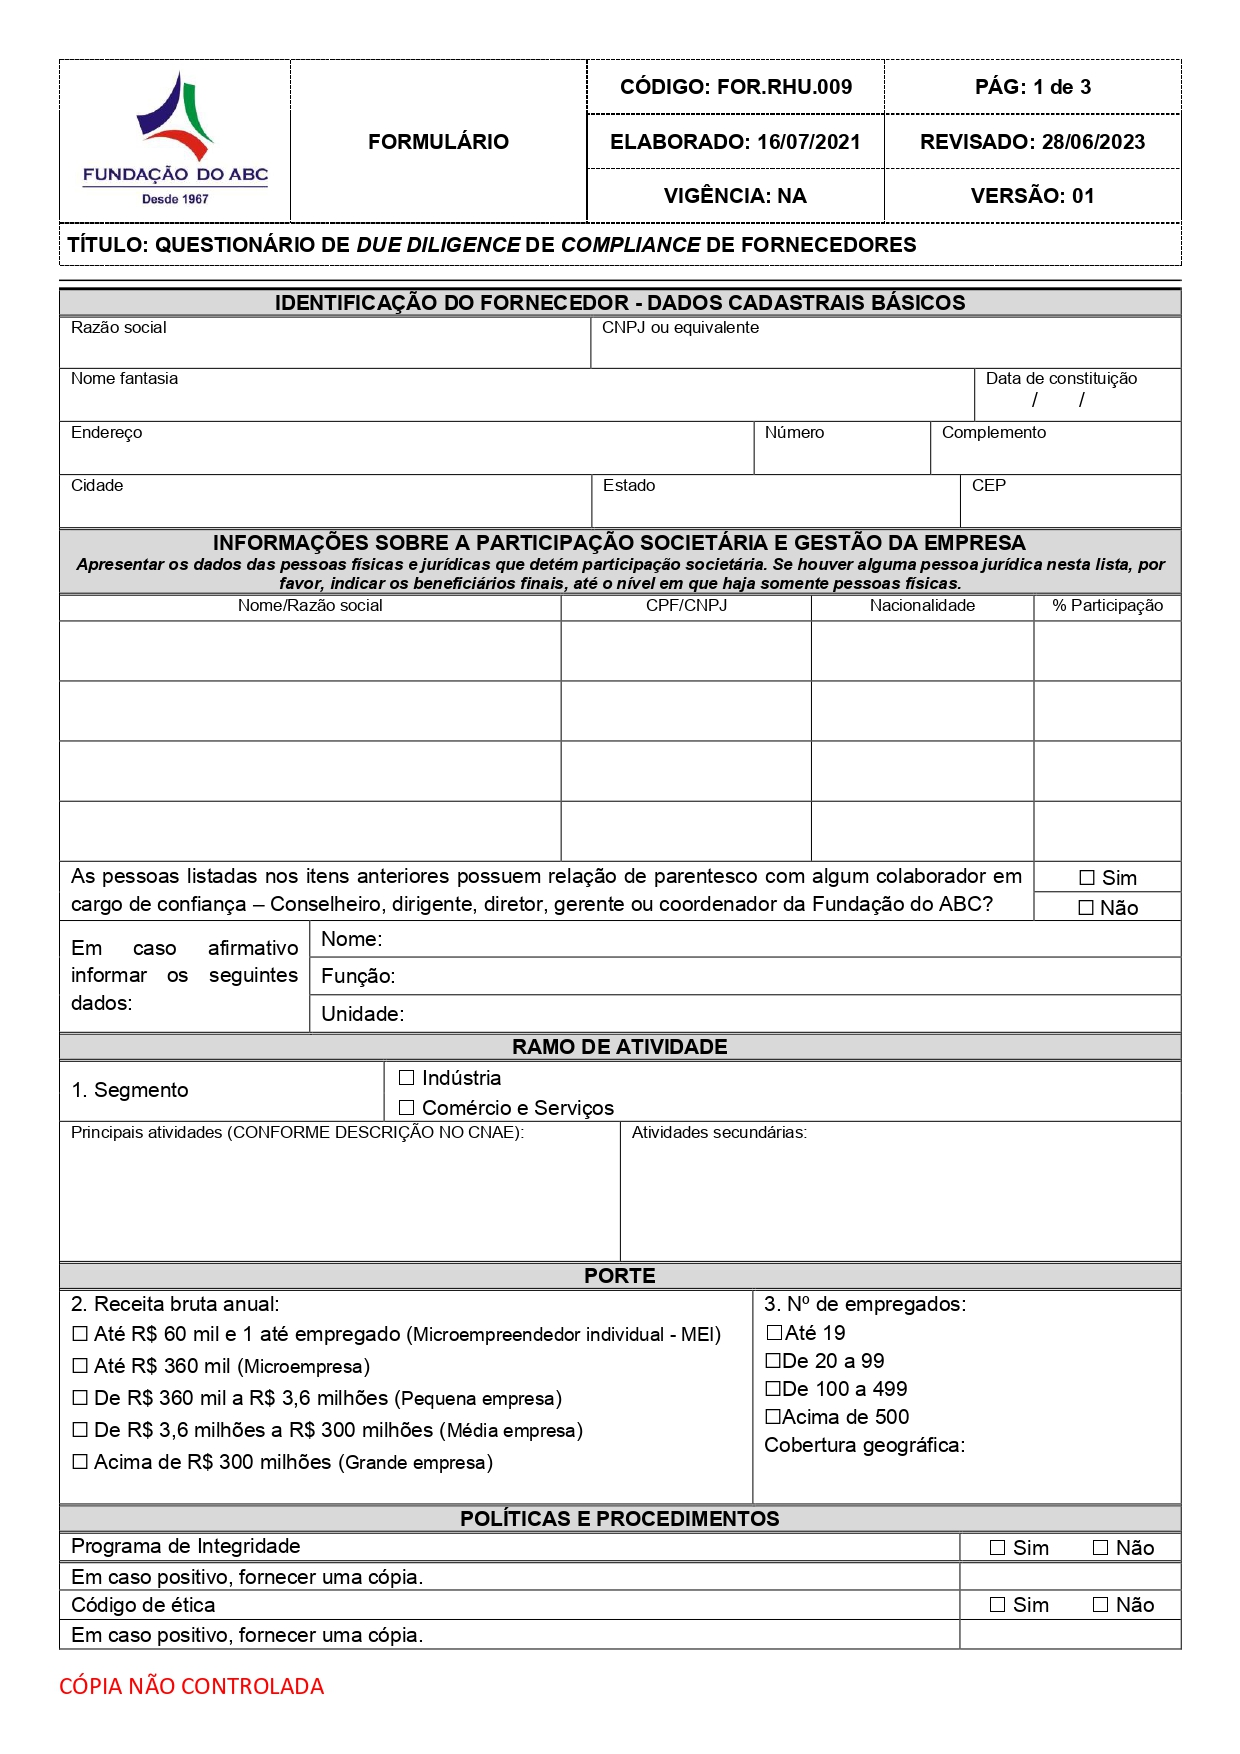 FUNDAÇÃO DO ABC
Desde 1967
FORMULÁRIO
CÓDIGO: FOR.RHU.009
PÁG: 1 de 3
ELABORADO: 16/07/2021
REVISADO: 28/06/2023
VIGÊNCIA: NA
VERSÃO: 01
TÍTULO: QUESTIONÁRIO DE DUE DILIGENCE DE COMPLIANCE DE FORNECEDORES
IDENTIFICAÇÃO DO FORNECEDOR - DADOS CADASTRAIS BÁSICOS
Razão social
CNPJ ou equivalente
Nome fantasia
Data de constituição
/ /
Endereço
Número
Complemento
Cidade
Estado
CEP
INFORMAÇÕES SOBRE A PARTICIPAÇÃO SOCIETÁRIA E GESTÃO DA EMPRESA
Apresentar os dados das pessoas físicas e jurídicas que detém participação societária. Se houver alguma pessoa jurídica nesta lista, por
favor, indicar os beneficiários finais, até o nível em que haja somente pessoas físicas.
Nome/Razão social
CPF/CNPJ
Nacionalidade
% Participação
As pessoas listadas nos itens anteriores possuem relação de parentesco com algum colaborador em
cargo de confiança – Conselheiro, dirigente, diretor, gerente ou coordenador da Fundação do ABC?
☐ Sim
☐ Não
Em caso afirmativo
informar os seguintes
dados:
Nome:
Função:
Unidade:
RAMO DE ATIVIDADE
1. Segmento
☐ Indústria
☐ Comércio e Serviços
Principais atividades (CONFORME DESCRIÇÃO NO CNAE):
Atividades secundárias:
PORTE
2. Receita bruta anual:
☐ Até R$ 60 mil e 1 até empregado (Microempreendedor individual - MEI)
☐ Até R$ 360 mil (Microempresa)
☐ De R$ 360 mil a R$ 3,6 milhões (Pequena empresa)
☐ De R$ 3,6 milhões a R$ 300 milhões (Média empresa)
☐ Acima de R$ 300 milhões (Grande empresa)
3. Nº de empregados:
☐Até 19
☐De 20 a 99
☐De 100 a 499
☐Acima de 500
Cobertura geográfica:
POLÍTICAS E PROCEDIMENTOS
Programa de Integridade
☐ Sim ☐ Não
Em caso positivo, fornecer uma cópia.
Código de ética
☐ Sim ☐ Não
Em caso positivo, fornecer uma cópia.
CÓPIA NÃO CONTROLADA